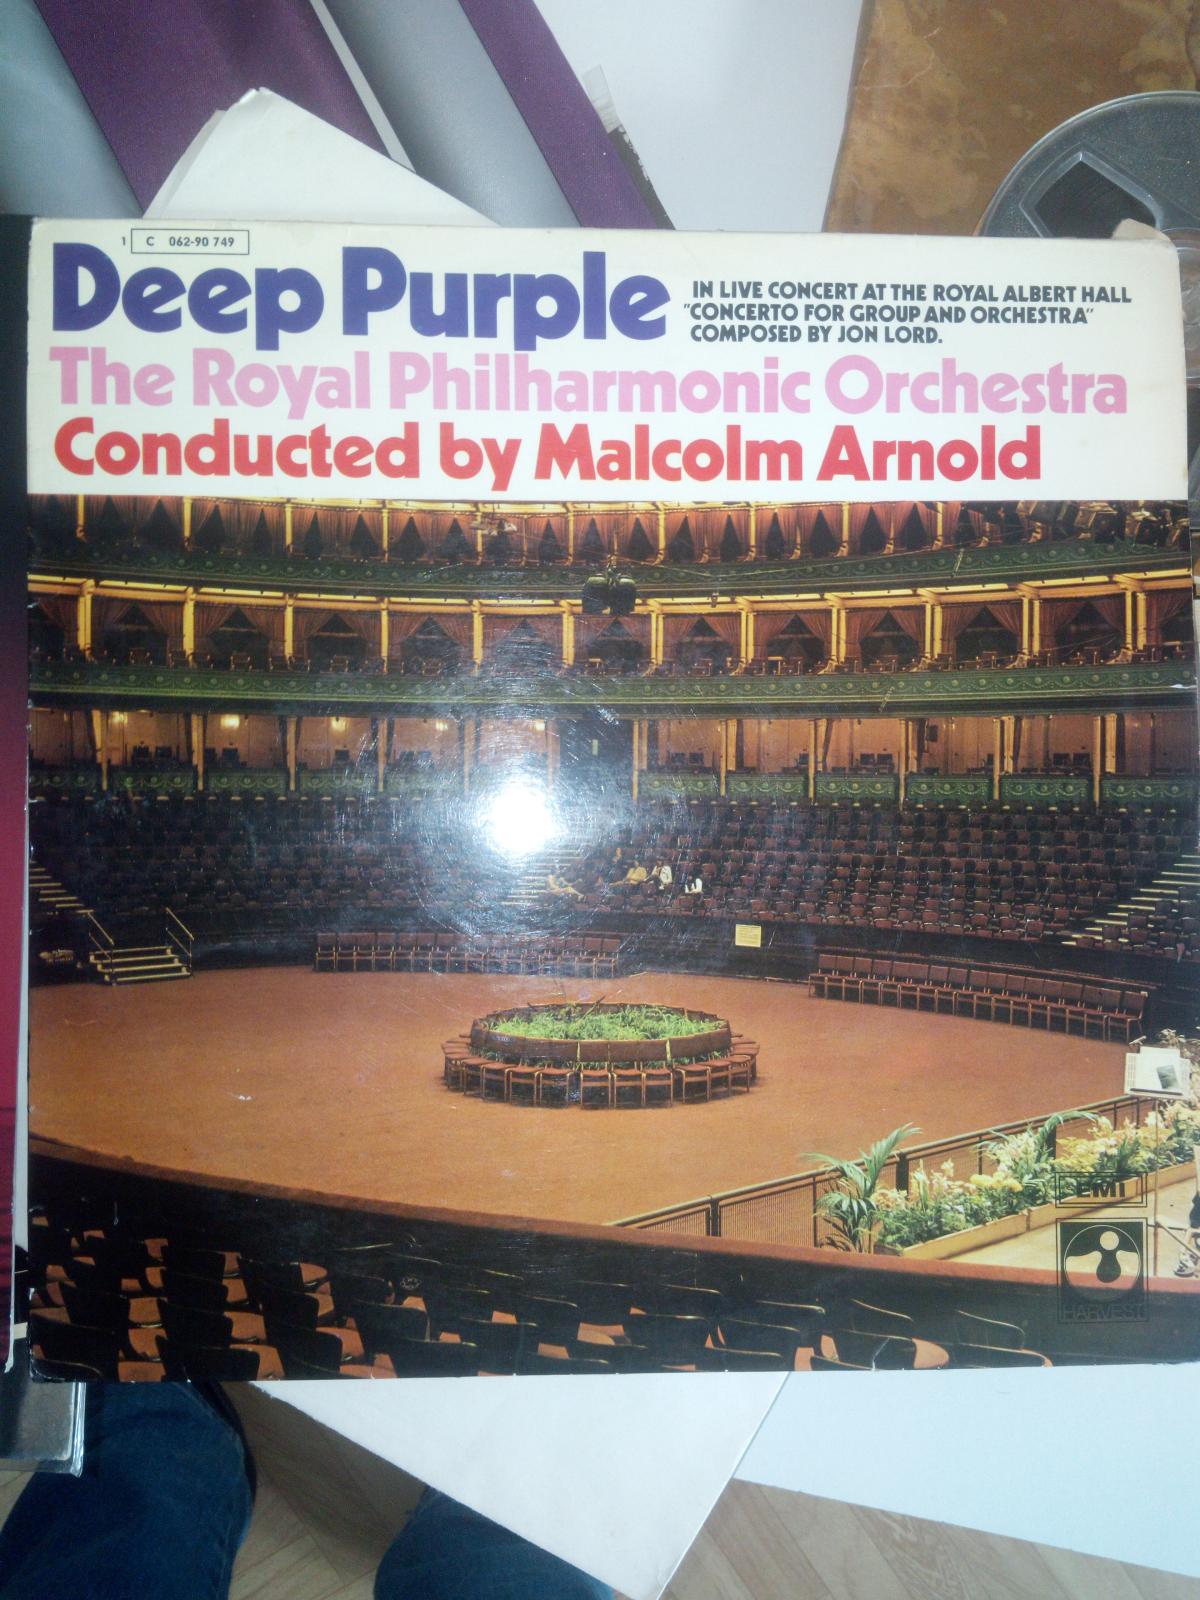 1 C 062-90 749
Deep Purple
IN LIVE CONCERT AT THE ROYAL ALBERT HALL
"CONCERTO FOR GROUP AND ORCHESTRA"
COMPOSED BY JON LORD.
The Royal Philharmonic Orchestra
Conducted by Malcolm Arnold
EMI
HARVEST